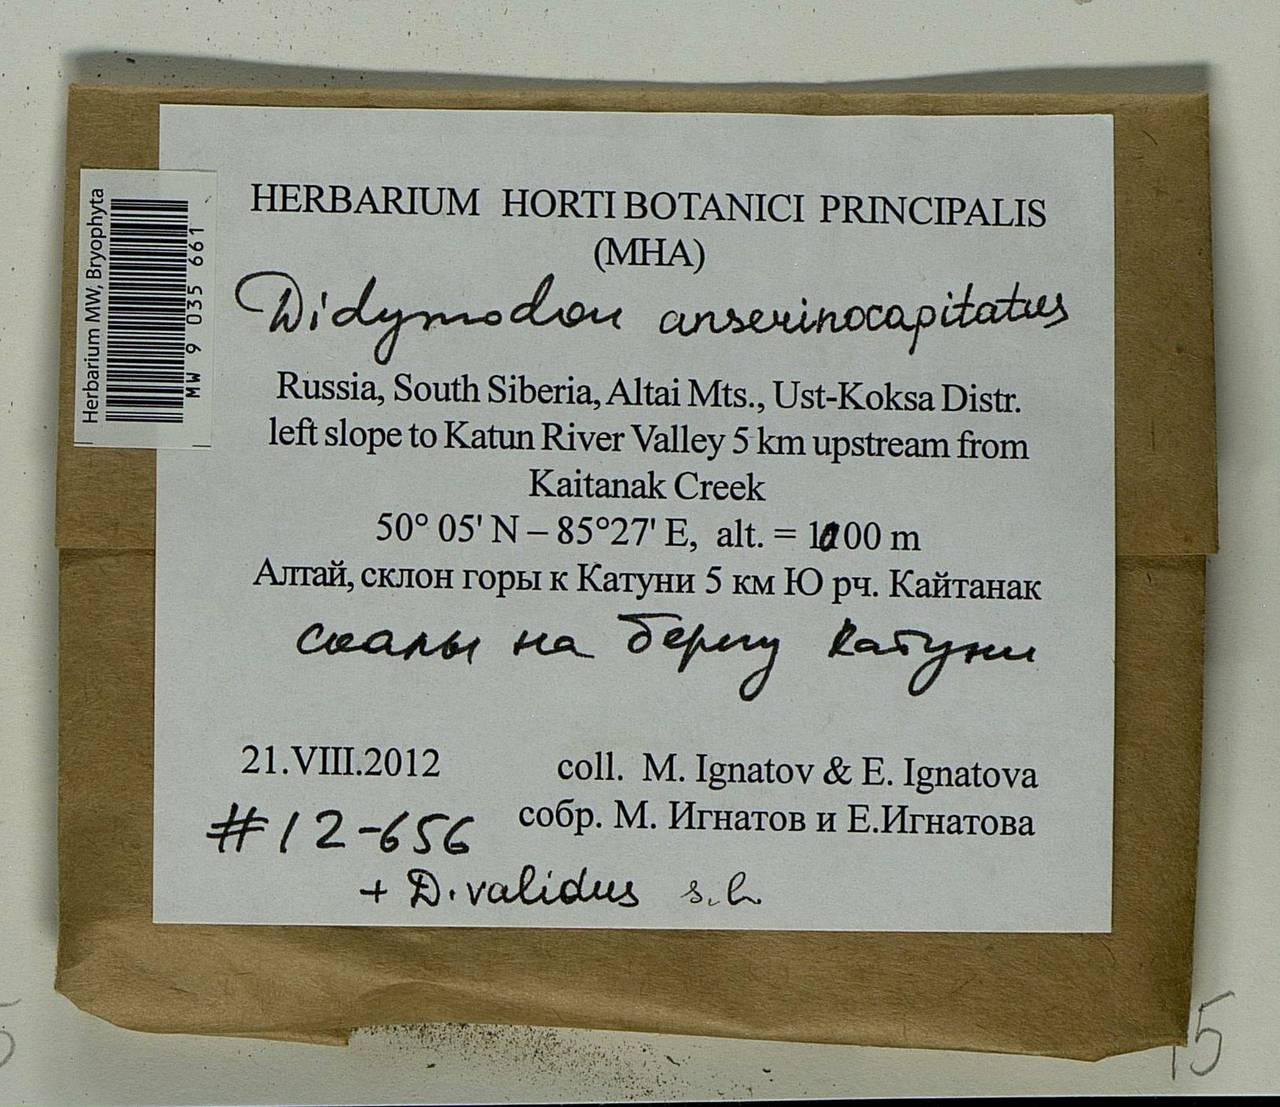 HERBARIUM HORTI BOTANICI PRINCIPALIS
(MHA)
Didymodon anserinocapitatus
Russia, South Siberia, Altai Mts., Ust-Koksa Distr.
left slope to Katun River Valley 5 km upstream from
Kaitanak Creek
50° 05' N – 85°27' E, alt. = 1000 m
Алтай, склон горы к Катуни 5 км Ю рч. Кайтанак
скалы на берегу Катуни
21.VIII.2012
coll. M. Ignatov & E. Ignatova
собр. М. Игнатов и Е.Игнатова
#12-656
+ D. validus s.l.
Herbarium MW, Bryophyta
MW 9 035 661
15